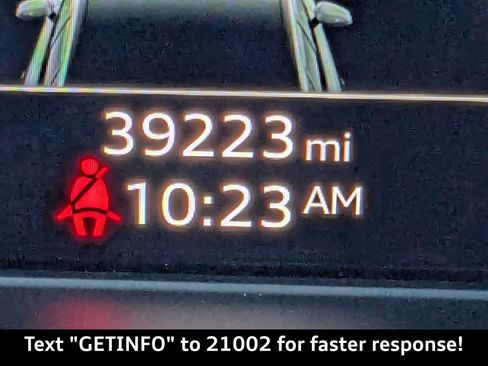 39223 mi
10:23 AM
Text "GETINFO" to 21002 for faster response!